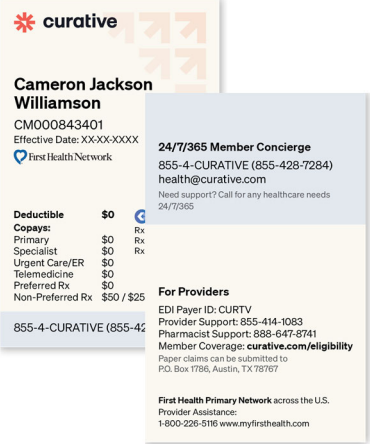 curative
Cameron Jackson
Williamson
CM000843401
Effective Date: XX-XX-XXXX
First Health Network
Deductible $0
Copays:
Primary $0
Specialist $0
Urgent Care/ER $0
Telemedicine $0
Preferred Rx $0
Non-Preferred Rx $50 / $25
Rx
Rx
Rx
855-4-CURATIVE (855-42
24/7/365 Member Concierge
855-4-CURATIVE (855-428-7284)
health@curative.com
Need support? Call for any healthcare needs
24/7/365
For Providers
EDI Payer ID: CURTV
Provider Support: 855-414-1083
Pharmacist Support: 888-647-8741
Member Coverage: curative.com/eligibility
Paper claims can be submitted to
P.O. Box 1786, Austin, TX 78767
First Health Primary Network across the U.S.
Provider Assistance:
1-800-226-5116 www.myfirsthealth.com